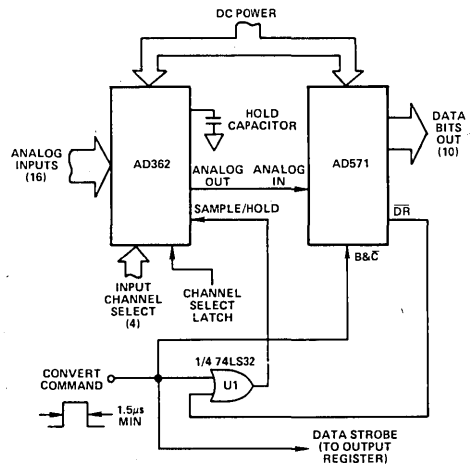 DC POWER
HOLD
CAPACITOR
ANALOG
INPUTS
(16)
AD362
AD571
DATA
BITS
OUT
(10)
ANALOG
OUT
ANALOG
IN
SAMPLE/HOLD
DR
B&C
INPUT
CHANNEL
SELECT
(4)
CHANNEL
SELECT
LATCH
1/4 74LS32
CONVERT
COMMAND
U1
1.5μs
MIN
DATA STROBE
(TO OUTPUT
REGISTER)